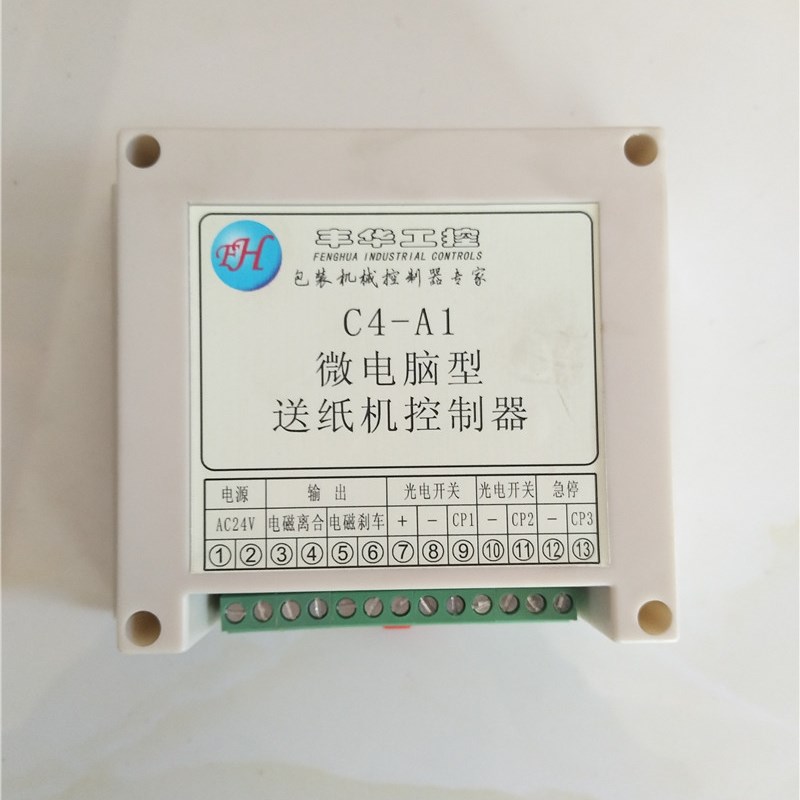 FH
丰华工控
FENGHUA INDUSTRIAL CONTROLS
包装机械控制器专家
C4-A1
微电脑型
送纸机控制器
电源 输出 光电开关 光电开关 急停
AC24V 电磁离合 电磁刹车 + − CP1 − CP2 − CP3
① ② ③ ④ ⑤ ⑥ ⑦ ⑧ ⑨ ⑩ ⑪ ⑫ ⑬